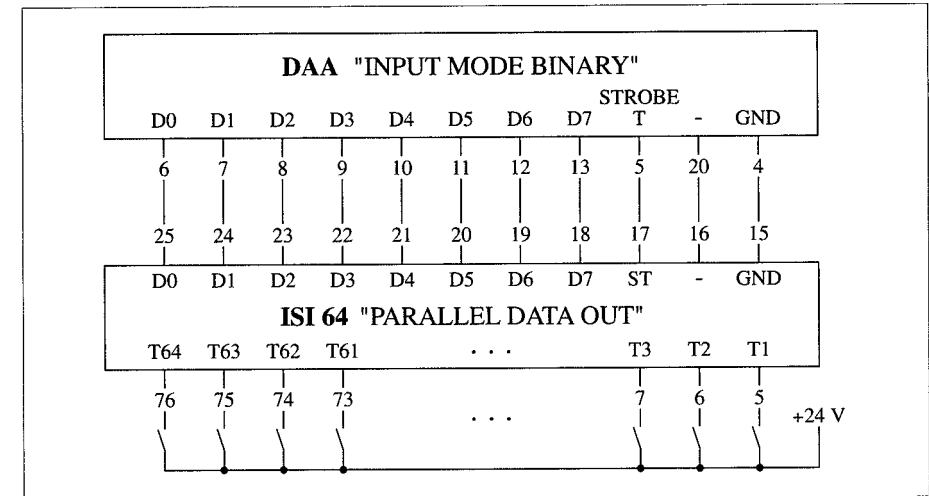 DAA "INPUT MODE BINARY"
STROBE
D0 D1 D2 D3 D4 D5 D6 D7 T - GND
6 7 8 9 10 11 12 13 5 20 4
25 24 23 22 21 20 19 18 17 16 15
D0 D1 D2 D3 D4 D5 D6 D7 ST - GND
ISI 64 "PARALLEL DATA OUT"
T64 T63 T62 T61 . . . T3 T2 T1
76 75 74 73 . . . 7 6 5
+24 V